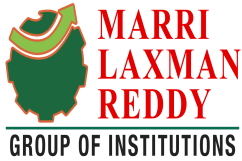 MARRI
LAXMAN
REDDY
GROUP OF INSTITUTIONS